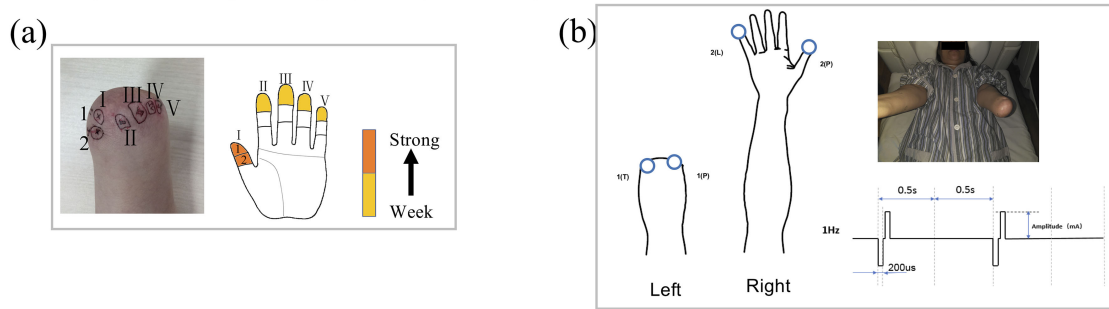 (a)
I
III
IV
V
1
2
II
III
II
IV
V
I
1
2
Strong
Week
(b)
2(L)
2(P)
1(T)
1(P)
Left
Right
0.5s
0.5s
1Hz
Amplitude (mA)
200us